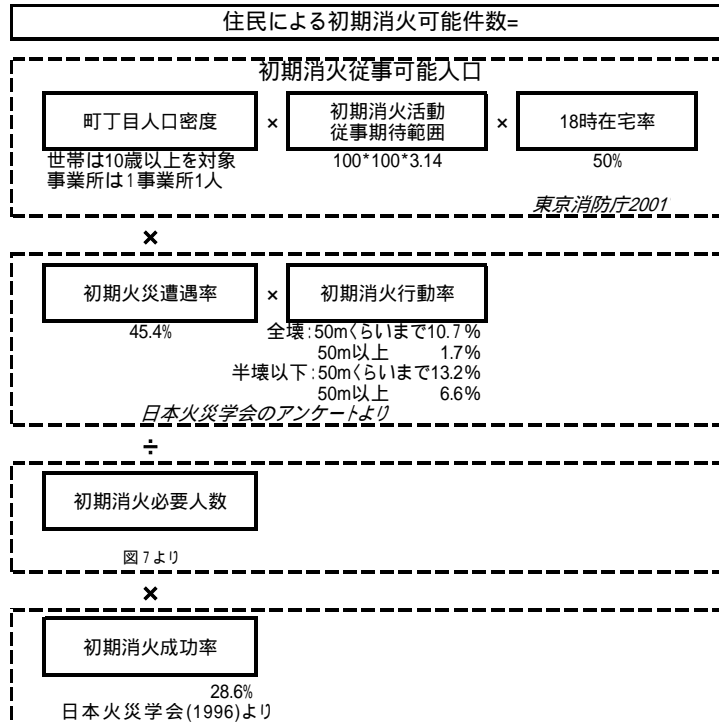 住民による初期消火可能件数=
初期消火従事可能人口
町丁目人口密度 × 初期消火活動従事期待範囲 × 18時在宅率
世帯は10歳以上を対象
事業所は1事業所1人
100*100*3.14
50%
東京消防庁2001
×
初期火災遭遇率 × 初期消火行動率
45.4%
全壊:50mくらいまで10.7%
50m以上 1.7%
半壊以下:50mくらいまで13.2%
50m以上 6.6%
日本火災学会のアンケートより
÷
初期消火必要人数
図7より
×
初期消火成功率
28.6%
日本火災学会(1996)より